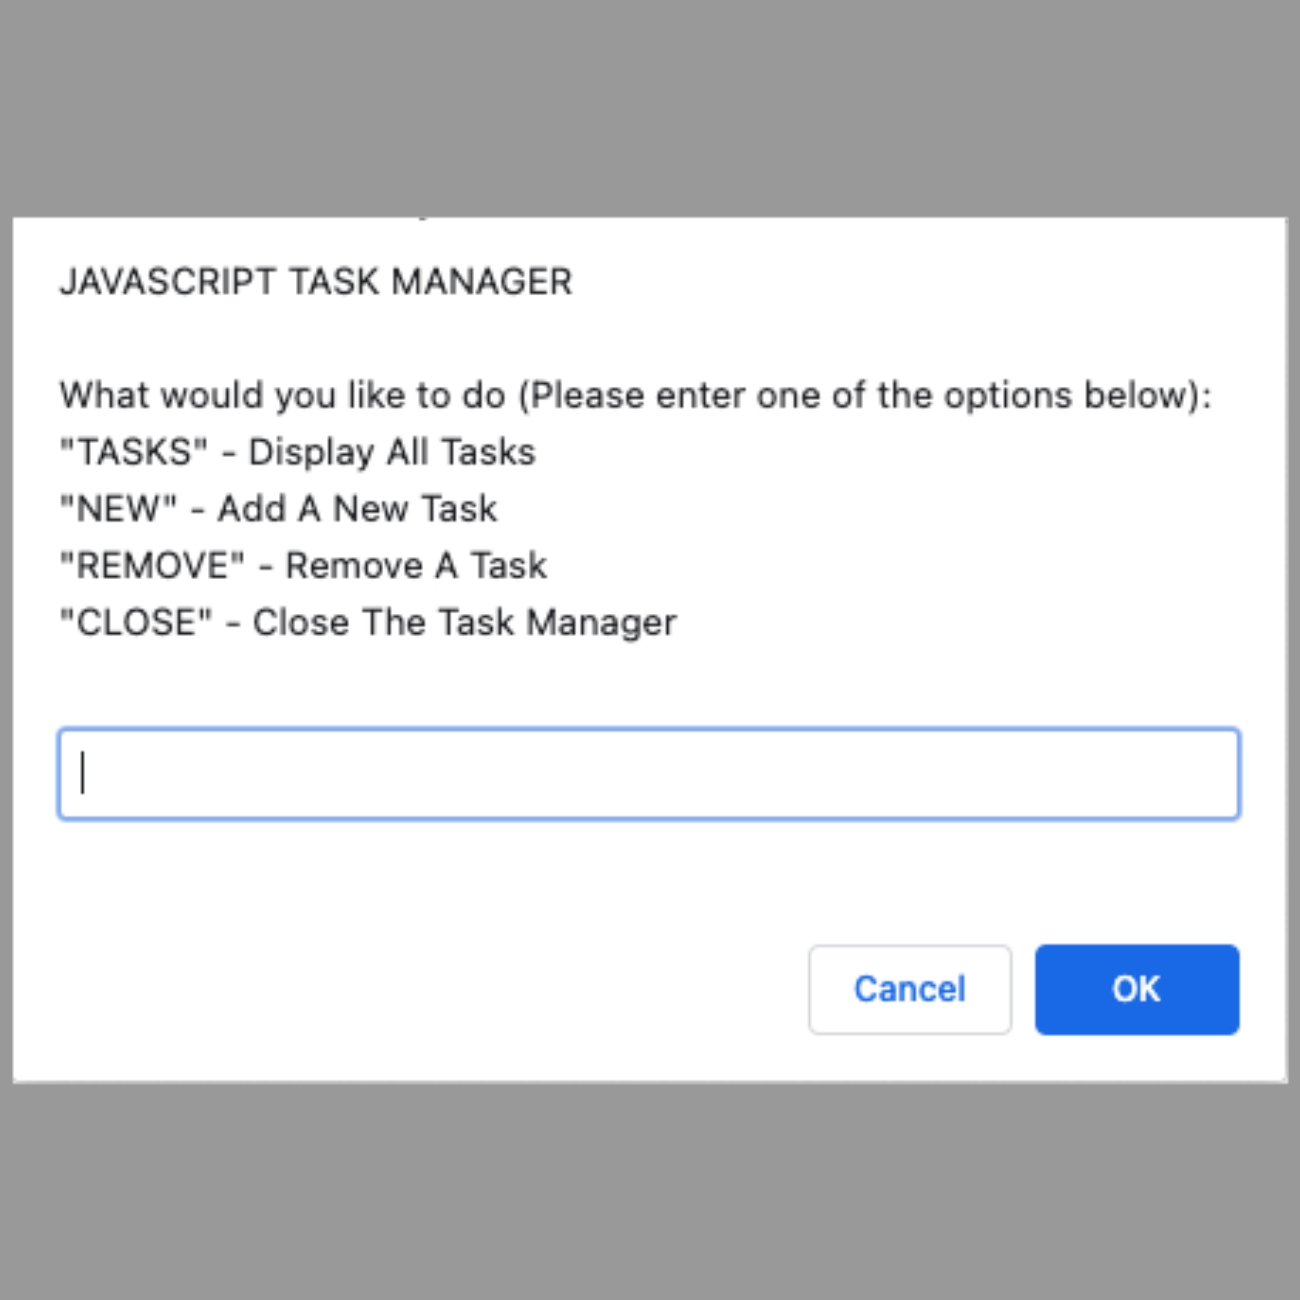 JAVASCRIPT TASK MANAGER
What would you like to do (Please enter one of the options below):
"TASKS" - Display All Tasks
"NEW" - Add A New Task
"REMOVE" - Remove A Task
"CLOSE" - Close The Task Manager
Cancel OK